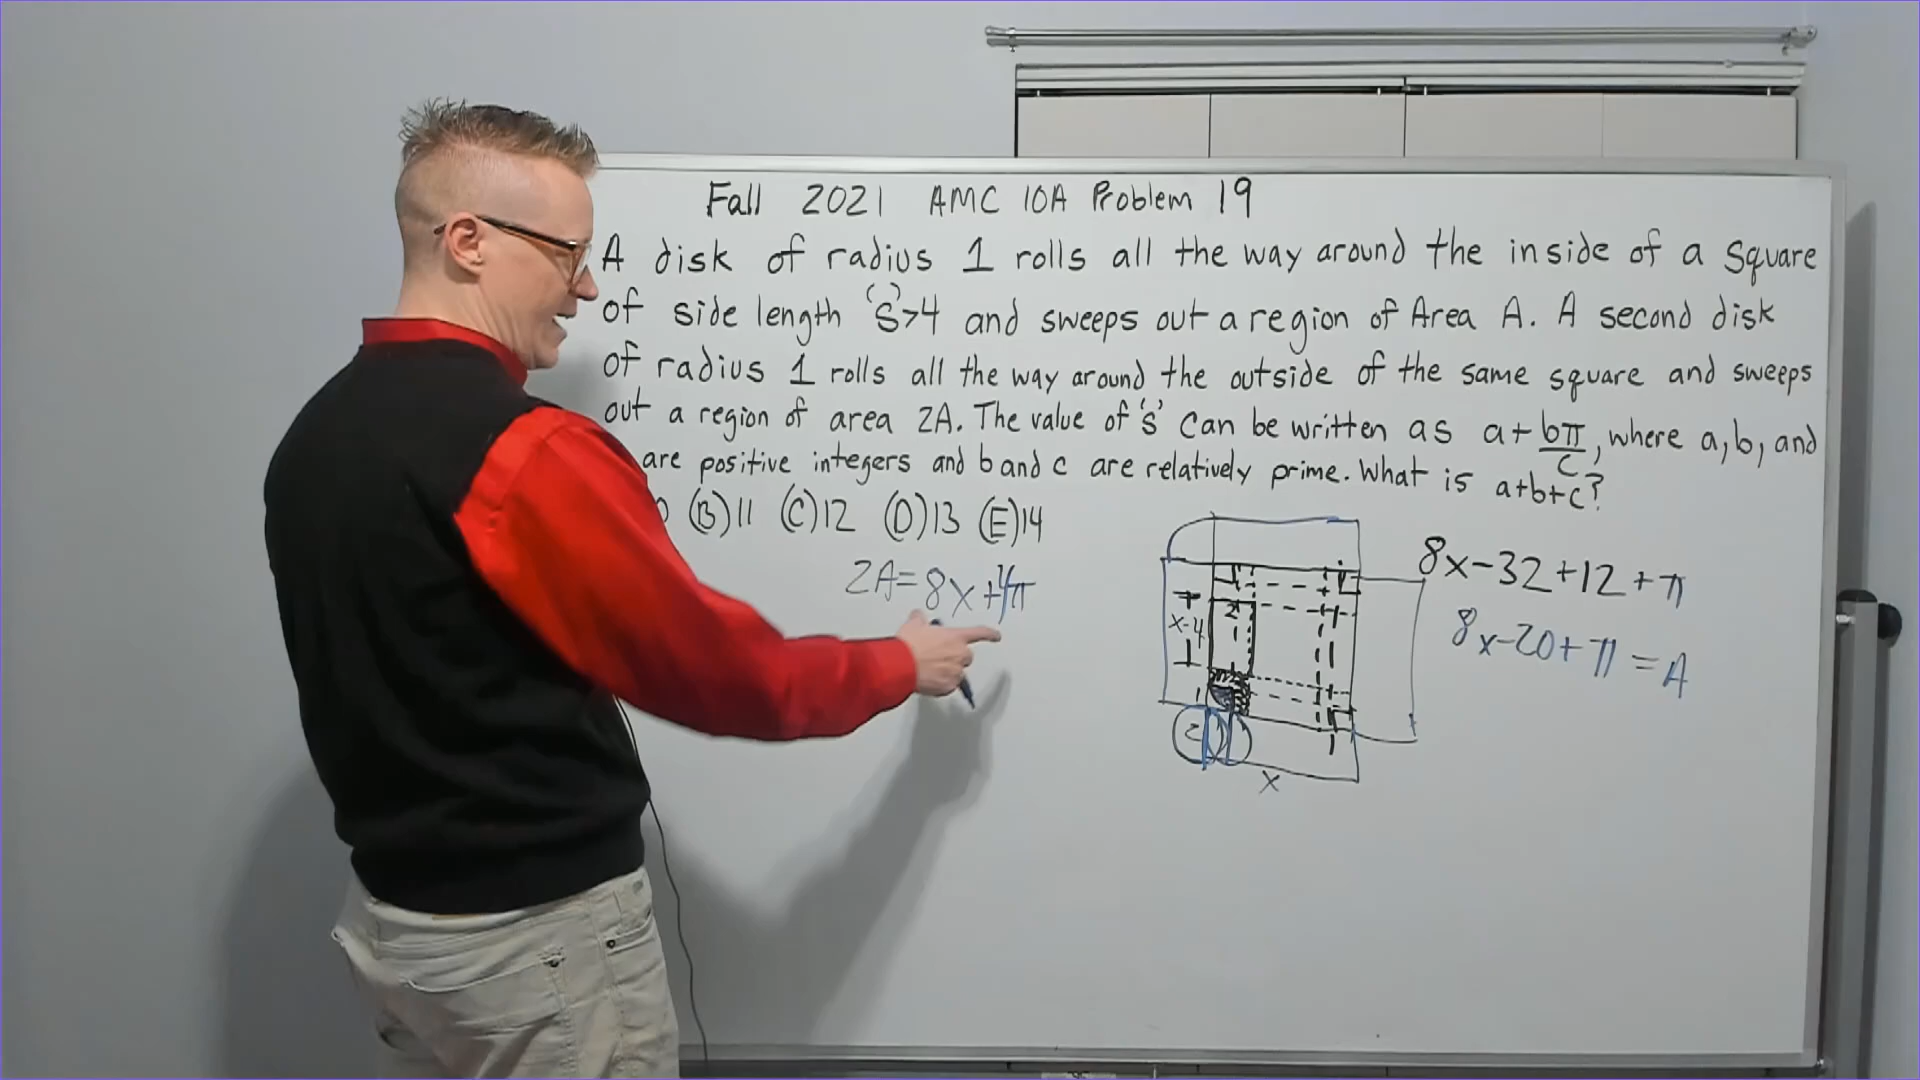 Fall 2021 AMC 10A Problem 19
A disk of radius 1 rolls all the way around the inside of a square
of side length 's'>4 and sweeps out a region of Area A. A second disk
of radius 1 rolls all the way around the outside of the same square and sweeps
out a region of area 2A. The value of 's' can be written as a+bπ/c, where a, b, and
are positive integers and b and c are relatively prime. What is a+b+c?
(B)11 (C)12 (D)13 (E)14
2A=8x+4π
8x-32+12+π
8x-20+π=A
x-4
2
1
2
x